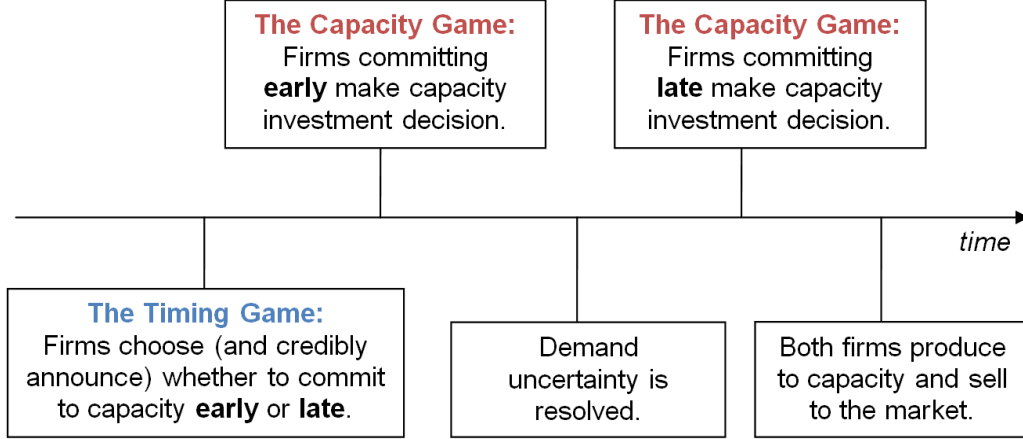 The Capacity Game:
Firms committing
early make capacity
investment decision.
The Capacity Game:
Firms committing
late make capacity
investment decision.
time
The Timing Game:
Firms choose (and credibly
announce) whether to commit
to capacity early or late.
Demand
uncertainty is
resolved.
Both firms produce
to capacity and sell
to the market.